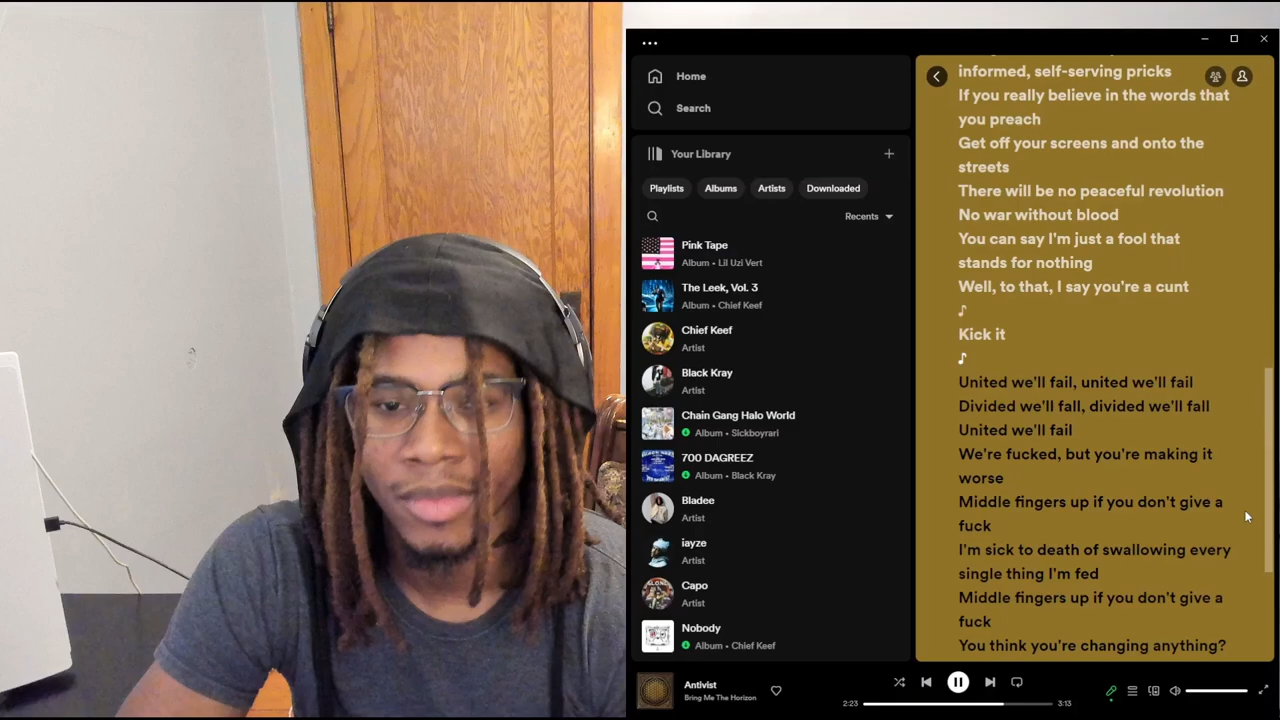 Home
Search
Your Library
Playlists
Albums
Artists
Downloaded
Recents
Pink Tape
Album • Lil Uzi Vert
The Leek, Vol. 3
Album • Chief Keef
Chief Keef
Artist
Black Kray
Artist
Chain Gang Halo World
Album • Sickboyrari
700 DAGREEZ
Album • Black Kray
Bladee
Artist
iayze
Artist
Capo
Artist
Nobody
Album • Chief Keef
informed, self-serving pricks
If you really believe in the words that
you preach
Get off your screens and onto the
streets
There will be no peaceful revolution
No war without blood
You can say I'm just a fool that
stands for nothing
Well, to that, I say you're a cunt
♪
Kick it
♪
United we'll fail, united we'll fail
Divided we'll fall, divided we'll fall
United we'll fail
We're fucked, but you're making it
worse
Middle fingers up if you don't give a
fuck
I'm sick to death of swallowing every
single thing I'm fed
Middle fingers up if you don't give a
fuck
You think you're changing anything?
Antivist
Bring Me The Horizon
2:23
3:13